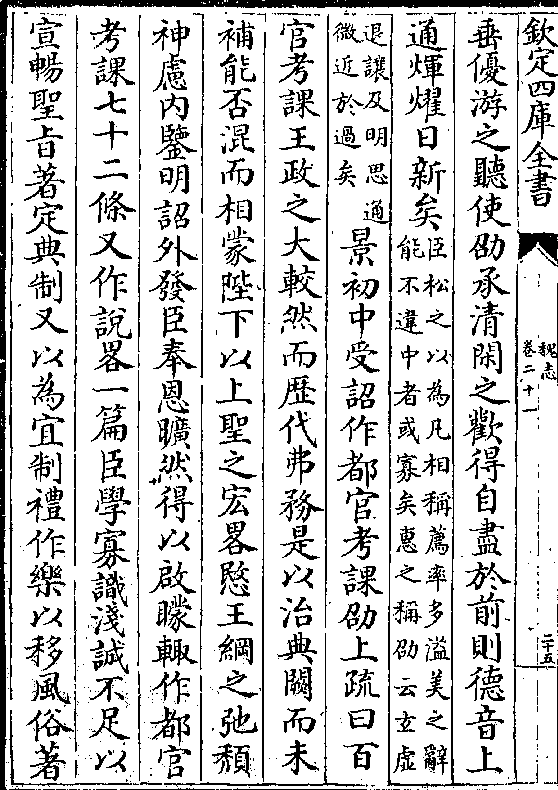 欽定四庫全書
魏志
卷二十一
二十五
垂優游之聽使劭承清閑之歡得自盡於前則德音上
通煇耀日新矣
臣松之以為凡相稱薦率多溢美之辭
能不違中者或寡矣惠之稱劭云玄虛
退讓及明思通
微近於過矣
景初中受詔作都官考課劭上疏曰百
官考課王政之大較然而歴代弗務是以治典闕而未
補能否混而相蒙陛下以上聖之宏畧愍王綱之弛頹
神慮内鑒明詔外發臣奉恩曠然得以啟矇輙作都官
考課七十二條又作說畧一篇臣學寡識淺誠不足以
宣暢聖旨著定典制又以為宜制禮作樂以移風俗著